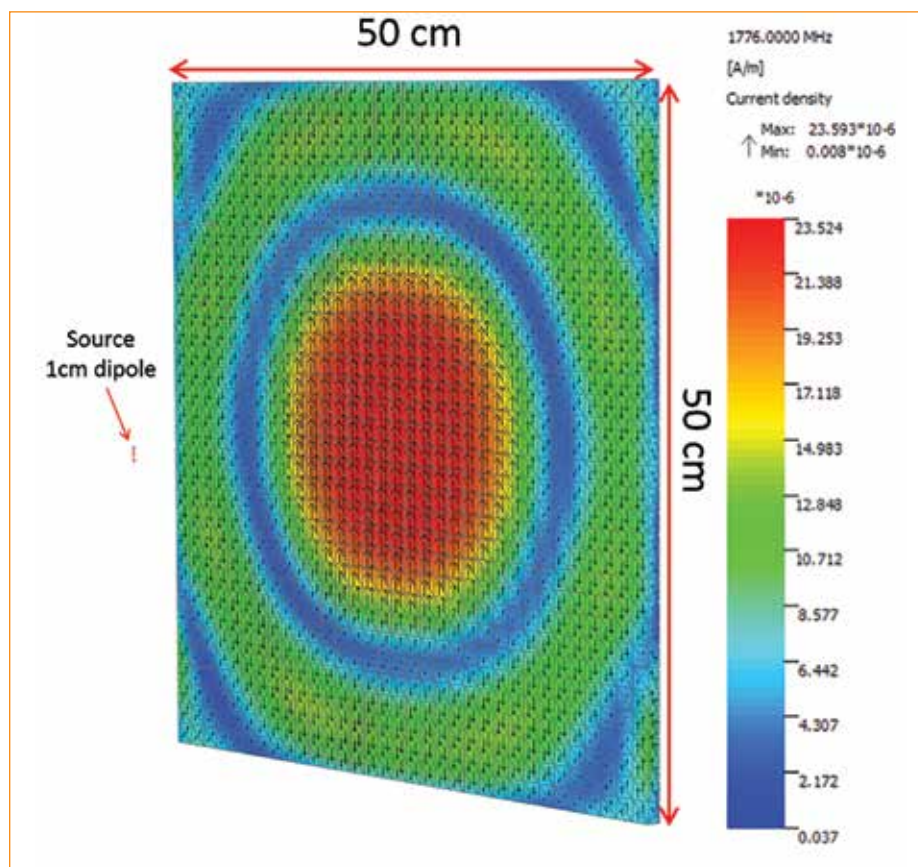 50 cm
1776.0000 MHz
[A/m]
Current density
Max: 23.593*10-6
Min: 0.008*10-6
*10-6
23.524
21.388
19.253
17.118
14.983
12.848
10.712
8.577
6.442
4.307
2.172
0.037
Source
1cm dipole
50 cm